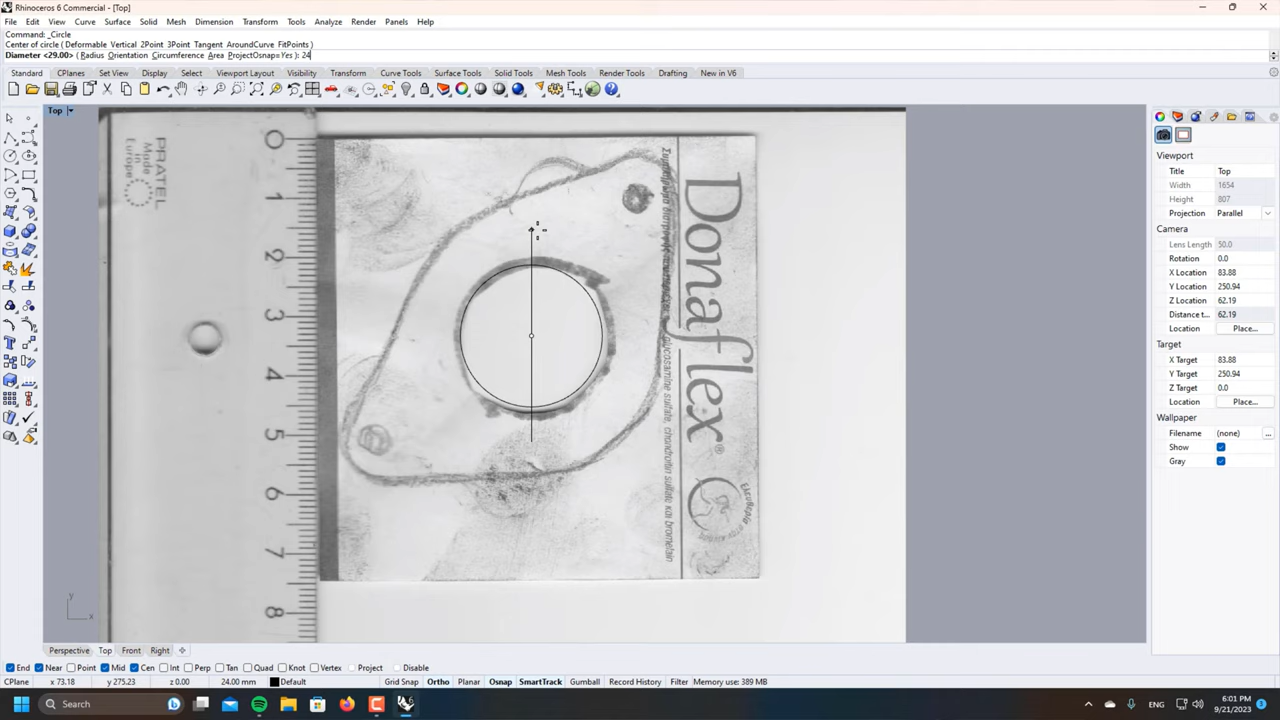 Rhinoceros 6 Commercial - [Top]
File Edit View Curve Surface Solid Mesh Dimension Transform Tools Analyze Render Panels Help
Command: _Circle
Center of circle ( Deformable Vertical 2Point 3Point Tangent AroundCurve FitPoints )
Diameter <29.00> ( Radius Orientation Circumference Area ProjectOsnap=Yes ): 24
Standard CPlanes Set View Display Select Viewport Layout Visibility Transform Curve Tools Surface Tools Solid Tools Mesh Tools Render Tools Drafting New in V6
Top
PRATEL
Made in Europe
0
1
2
3
4
5
6
7
8
Donaflex®
glucosamine sulfate, chondroitin sulfate και bromelain
Viewport
Title Top
Width 1654
Height 807
Projection Parallel
Camera
Lens Length 50.0
Rotation 0.0
X Location 83.88
Y Location 250.94
Z Location 62.19
Distance t... 62.19
Location Place...
Target
X Target 83.88
Y Target 250.94
Z Target 0.0
Location Place...
Wallpaper
Filename (none) ...
Show
Gray
y
x
Perspective Top Front Right
End Near Point Mid Cen Int Perp Tan Quad Knot Vertex Project Disable
CPlane x 73.18 y 275.23 z 0.00 24.00 mm Default Grid Snap Ortho Planar Osnap SmartTrack Gumball Record History Filter Memory use: 389 MB
Search
ENG
6:01 PM
9/21/2023